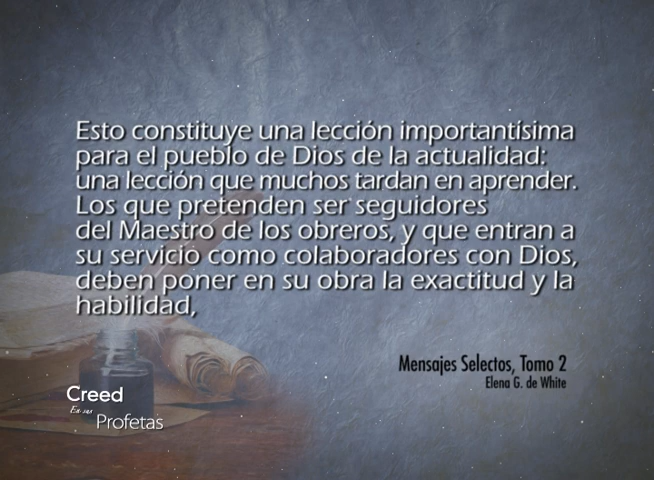 Esto constituye una lección importantísima
para el pueblo de Dios de la actualidad:
una lección que muchos tardan en aprender.
Los que pretenden ser seguidores
del Maestro de los obreros, y que entran a
su servicio como colaboradores con Dios,
deben poner en su obra la exactitud y la
habilidad,
Mensajes Selectos, Tomo 2
Elena G. de White
Creed
En sus
Profetas